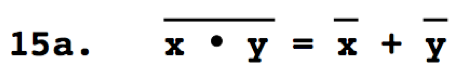 15a. x̅ ̅•̅ ̅y̅ = x̅ + y̅